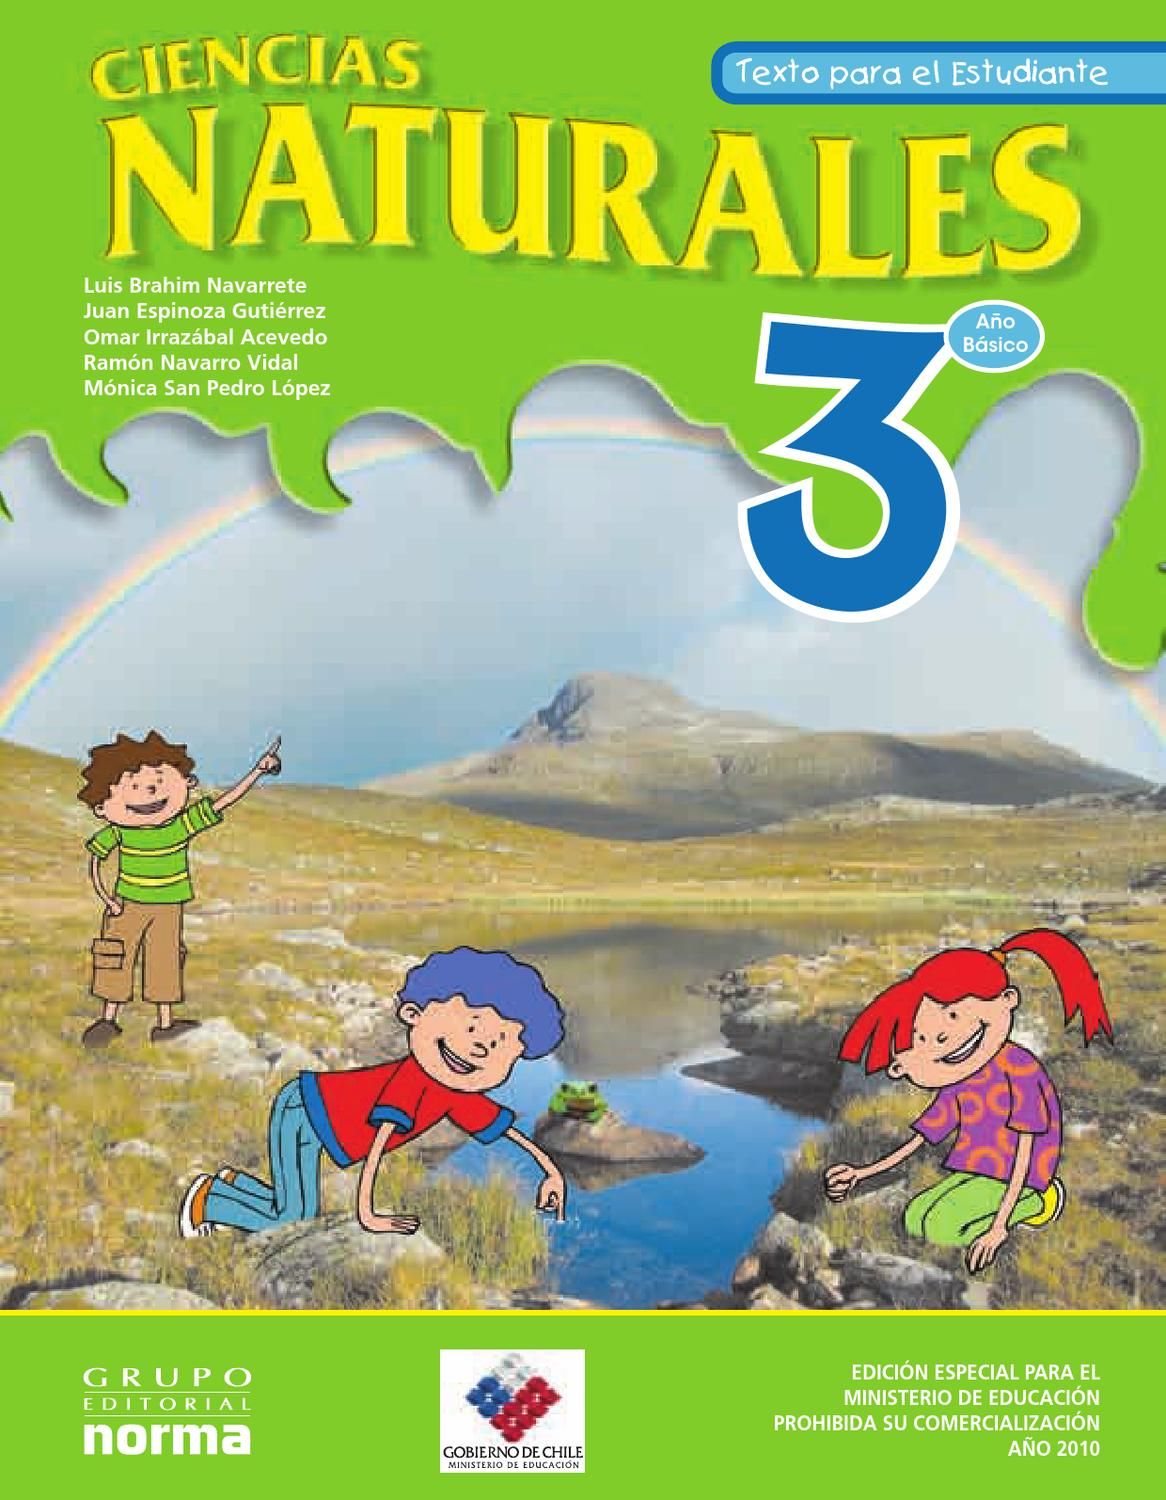 CIENCIAS
Texto para el Estudiante
NATURALES
Luis Brahim Navarrete
Juan Espinoza Gutiérrez
Omar Irrazábal Acevedo
Ramón Navarro Vidal
Mónica San Pedro López
3
Año
Básico
GRUPO
EDITORIAL
norma
GOBIERNO DE CHILE
MINISTERIO DE EDUCACIÓN
EDICIÓN ESPECIAL PARA EL
MINISTERIO DE EDUCACIÓN
PROHIBIDA SU COMERCIALIZACIÓN
AÑO 2010